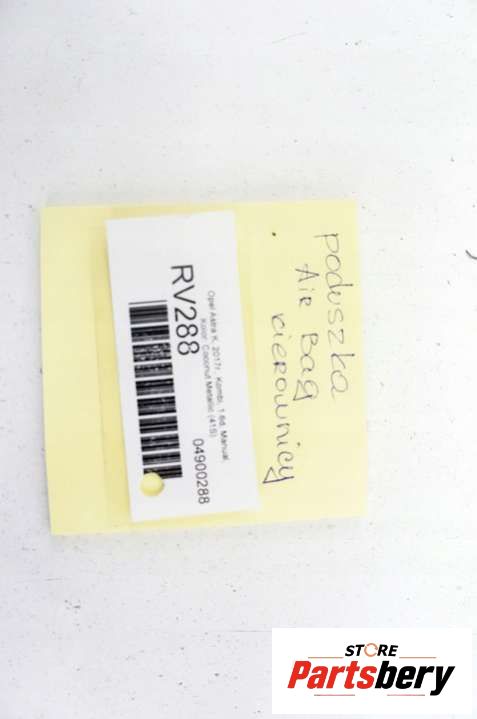 poduszka
Air Bag
kierownicy
Opel Astra K, 2017r., Kombi, 1.6d, Manual,
Kolor: Coconut Metallic (41S)
RV288
04900288
STORE
Partsbery